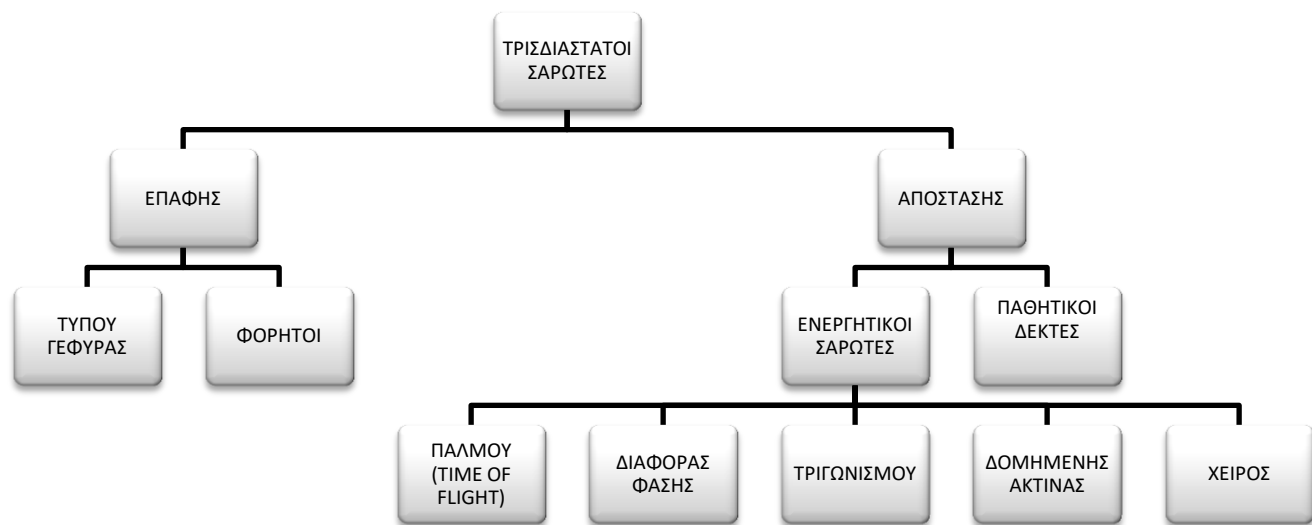 ΤΡΙΣΔΙΑΣΤΑΤΟΙ
ΣΑΡΩΤΕΣ
ΕΠΑΦΗΣ
ΑΠΟΣΤΑΣΗΣ
ΤΥΠΟΥ
ΓΕΦΥΡΑΣ
ΦΟΡΗΤΟΙ
ΕΝΕΡΓΗΤΙΚΟΙ
ΣΑΡΩΤΕΣ
ΠΑΘΗΤΙΚΟΙ
ΔΕΚΤΕΣ
ΠΑΛΜΟΥ
(TIME OF
FLIGHT)
ΔΙΑΦΟΡΑΣ
ΦΑΣΗΣ
ΤΡΙΓΩΝΙΣΜΟΥ
ΔΟΜΗΜΕΝΗΣ
ΑΚΤΙΝΑΣ
ΧΕΙΡΟΣ